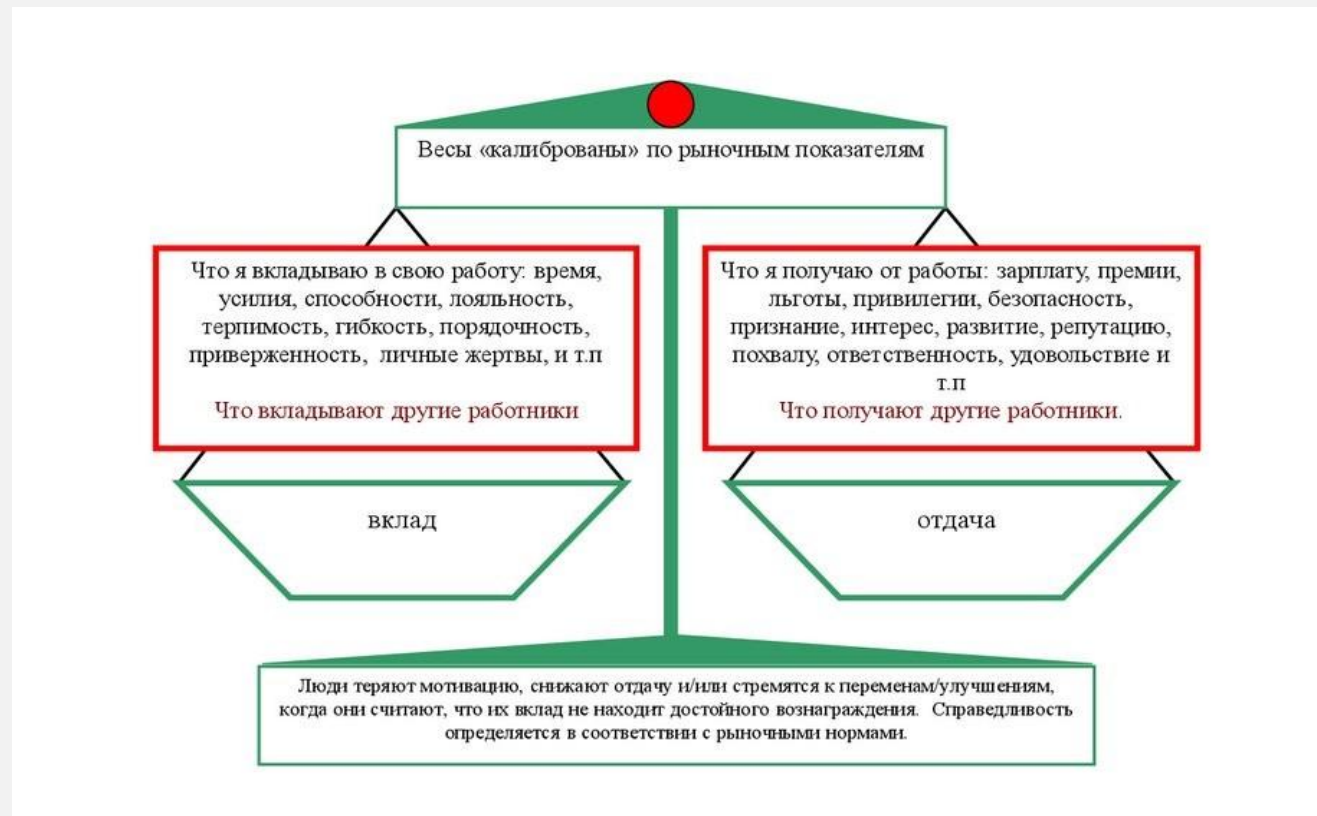 Весы «калиброваны» по рыночным показателям
Что я вкладываю в свою работу: время,
усилия, способности, лояльность,
терпимость, гибкость, порядочность,
приверженность, личные жертвы, и т.п
Что вкладывают другие работники
Что я получаю от работы: зарплату, премии,
льготы, привилегии, безопасность,
признание, интерес, развитие, репутацию,
похвалу, ответственность, удовольствие и
т.п
Что получают другие работники.
вклад
отдача
Люди теряют мотивацию, снижают отдачу и/или стремятся к переменам/улучшениям,
когда они считают, что их вклад не находит достойного вознаграждения. Справедливость
определяется в соответствии с рыночными нормами.